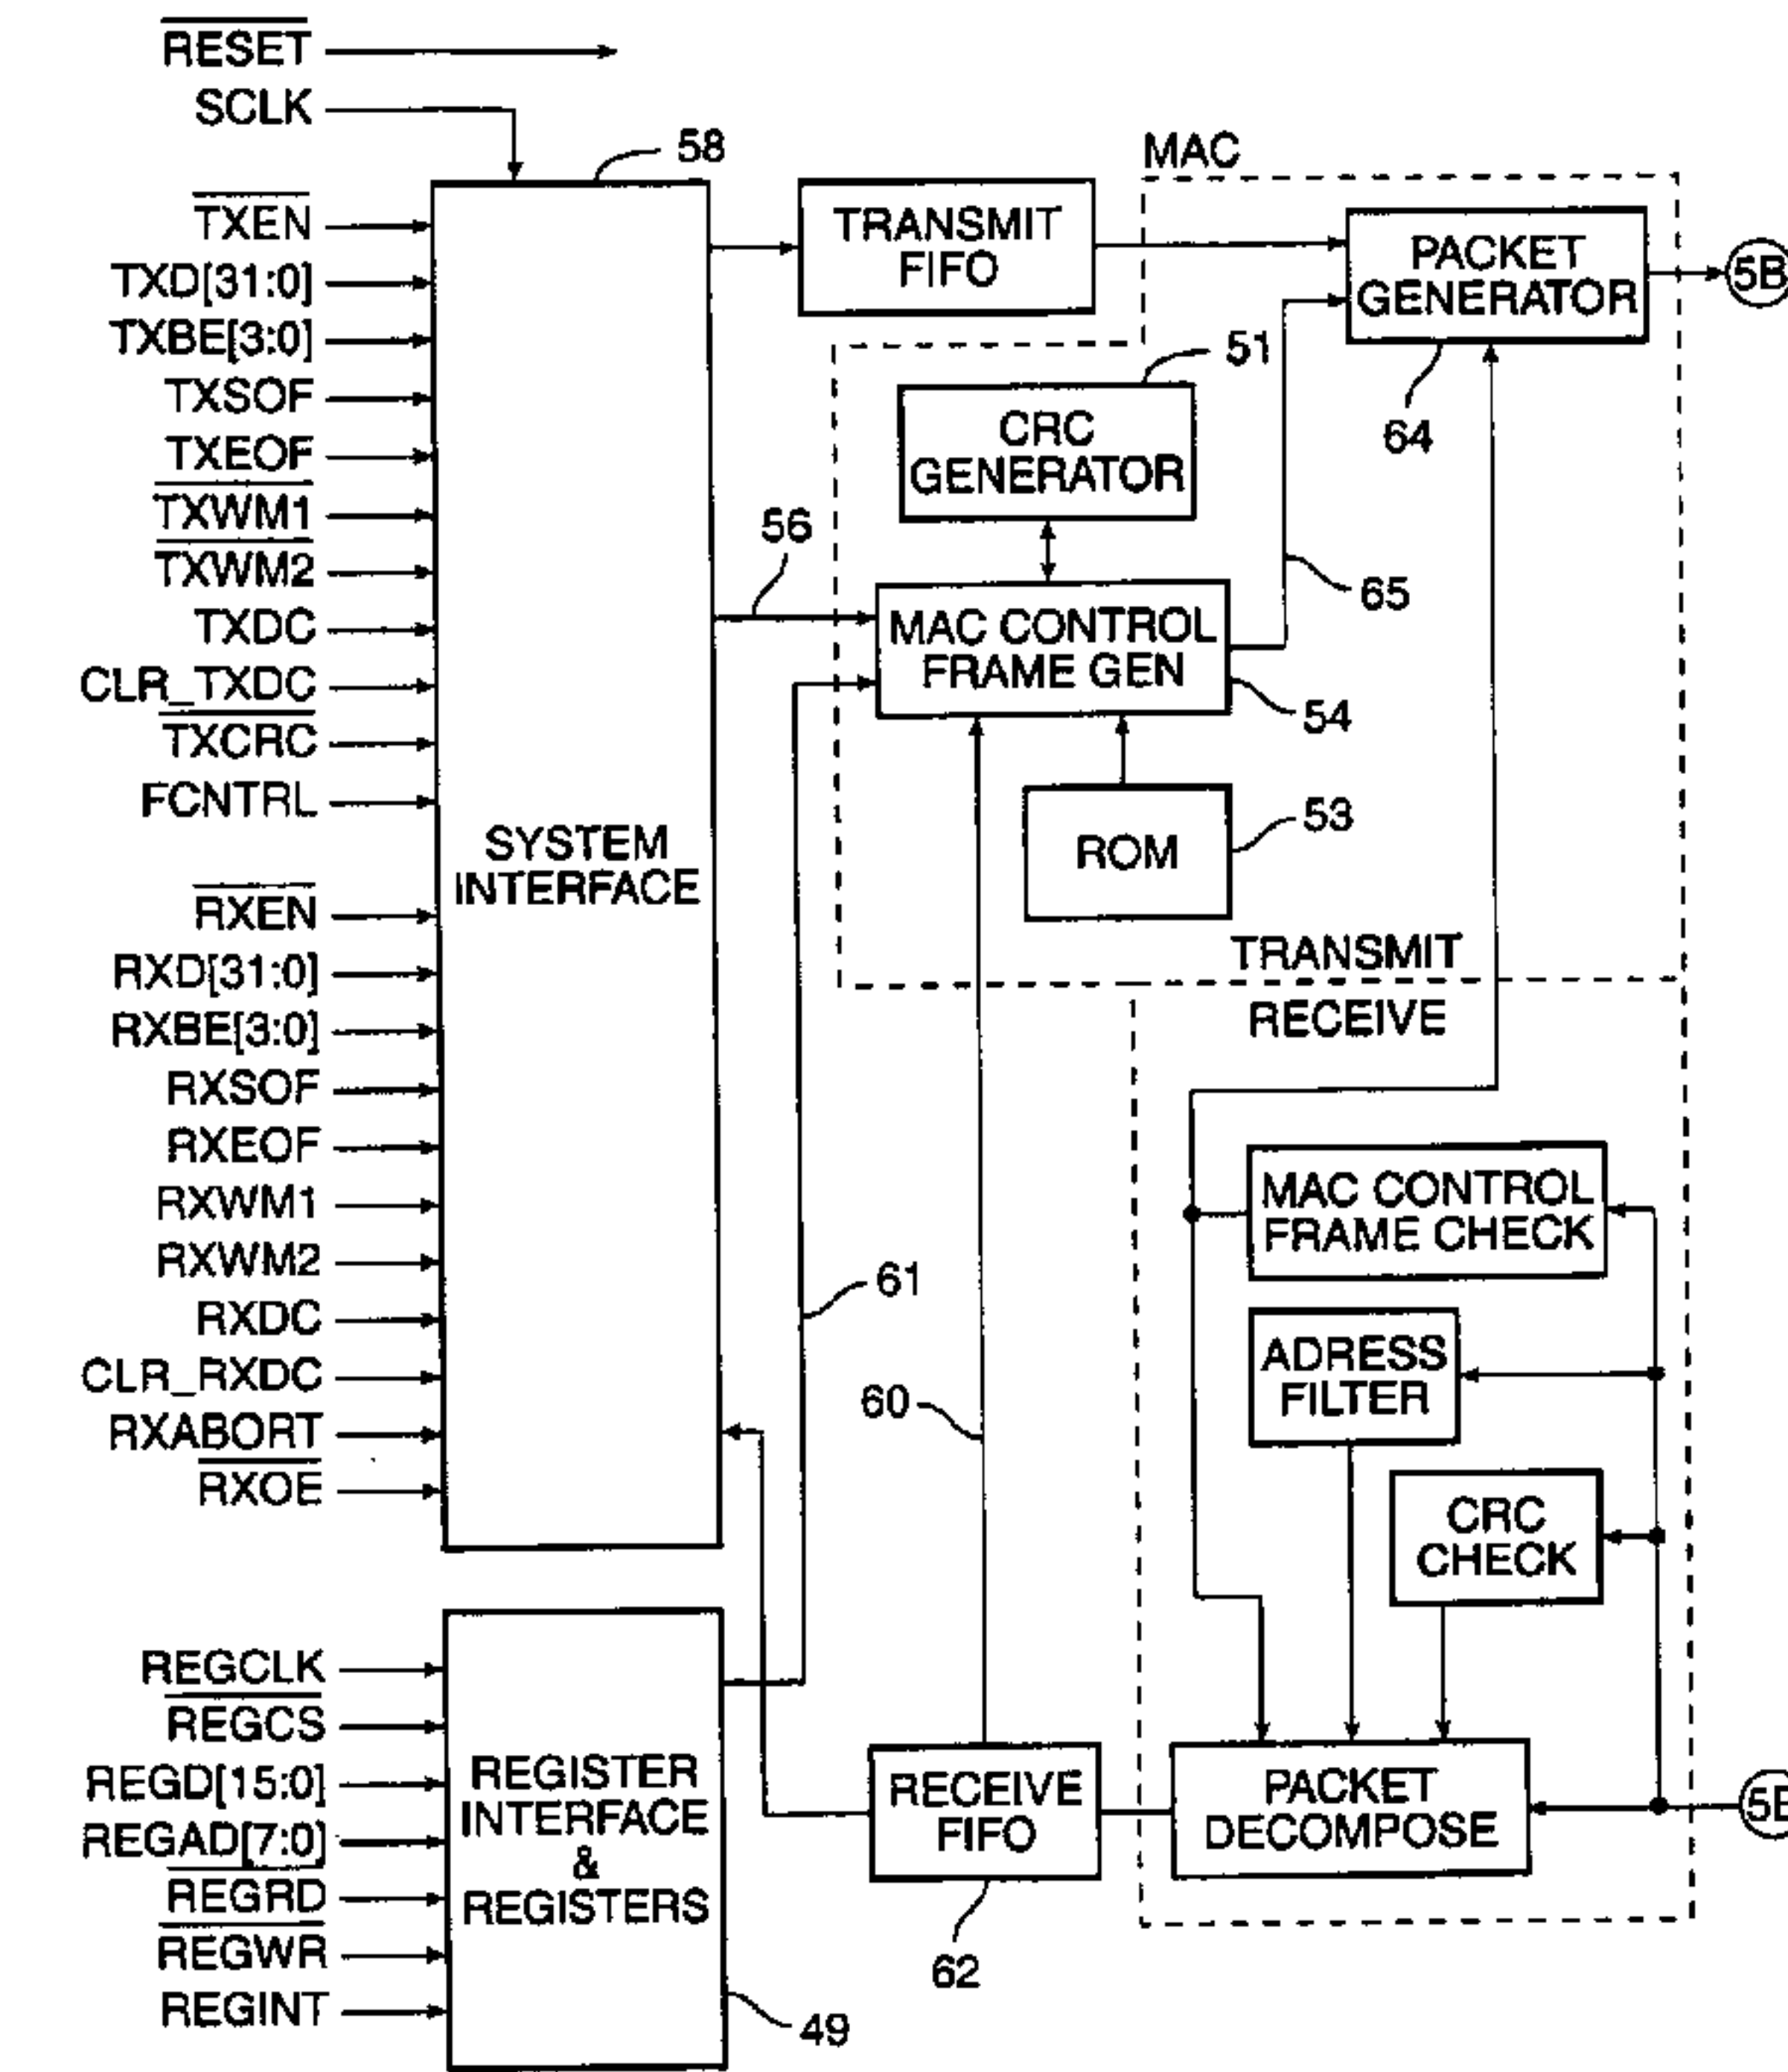 RESET
SCLK
58
MAC
TXEN
TXD[31:0]
TXBE[3:0]
TXSOF
TXEOF
TXWM1
TXWM2
TXDC
CLR_TXDC
TXCRC
FCNTRL
RXEN
RXD[31:0]
RXBE[3:0]
RXSOF
RXEOF
RXWM1
RXWM2
RXDC
CLR_RXDC
RXABORT
RXOE
SYSTEM
INTERFACE
TRANSMIT
FIFO
PACKET
GENERATOR
5B
64
51
CRC
GENERATOR
56
65
MAC CONTROL
FRAME GEN
54
ROM
53
TRANSMIT
RECEIVE
MAC CONTROL
FRAME CHECK
61
ADRESS
FILTER
60
CRC
CHECK
REGCLK
REGCS
REGD[15:0]
REGAD[7:0]
REGRD
REGWR
REGINT
REGISTER
INTERFACE
&
REGISTERS
49
RECEIVE
FIFO
62
PACKET
DECOMPOSE